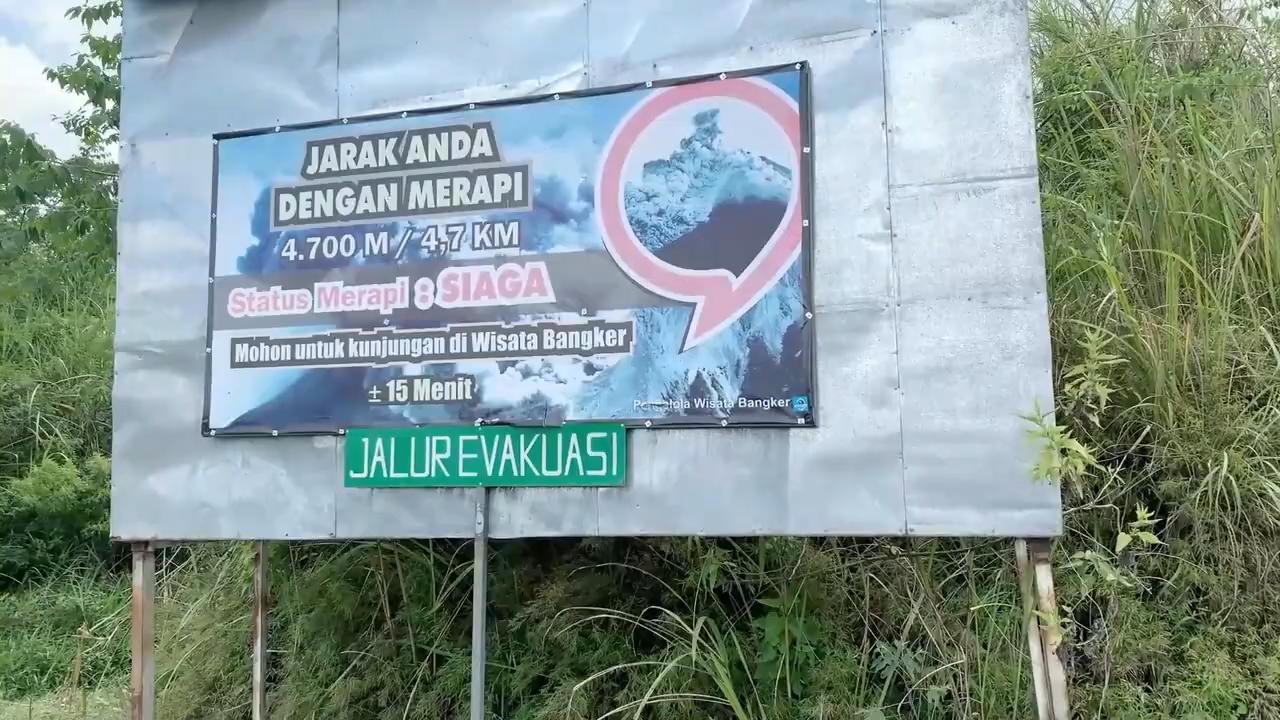 JARAK ANDA
DENGAN MERAPI
4.700 M / 4,7 KM
Status Merapi : SIAGA
Mohon untuk kunjungan di Wisata Bangker
± 15 Menit
Pengelola Wisata Bangker
JALUR EVAKUASI